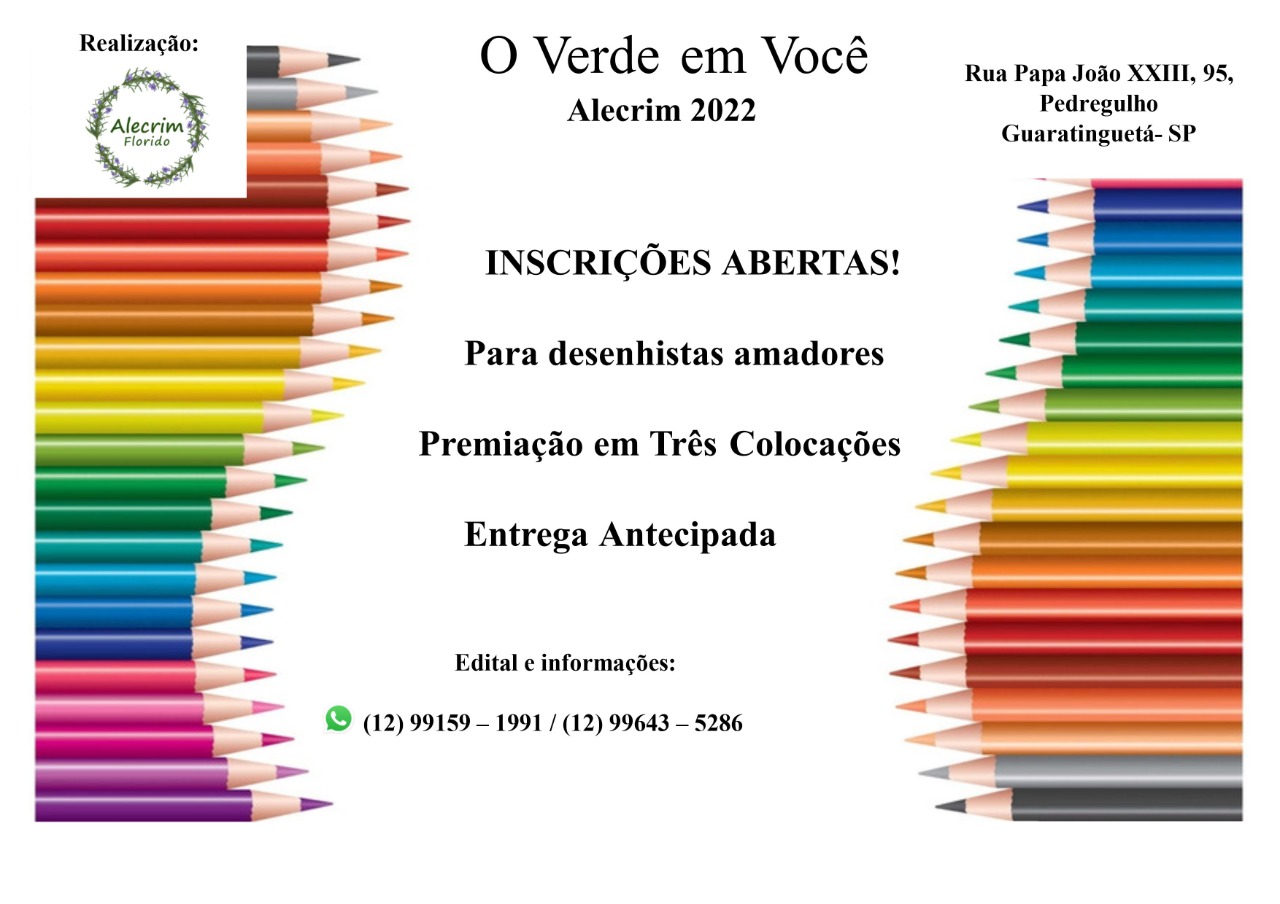 Realização:
Alecrim
Florido
O Verde em Você
Alecrim 2022
Rua Papa João XXIII, 95,
Pedregulho
Guaratinguetá- SP
INSCRIÇÕES ABERTAS!
Para desenhistas amadores
Premiação em Três Colocações
Entrega Antecipada
Edital e informações:
(12) 99159 – 1991 / (12) 99643 – 5286